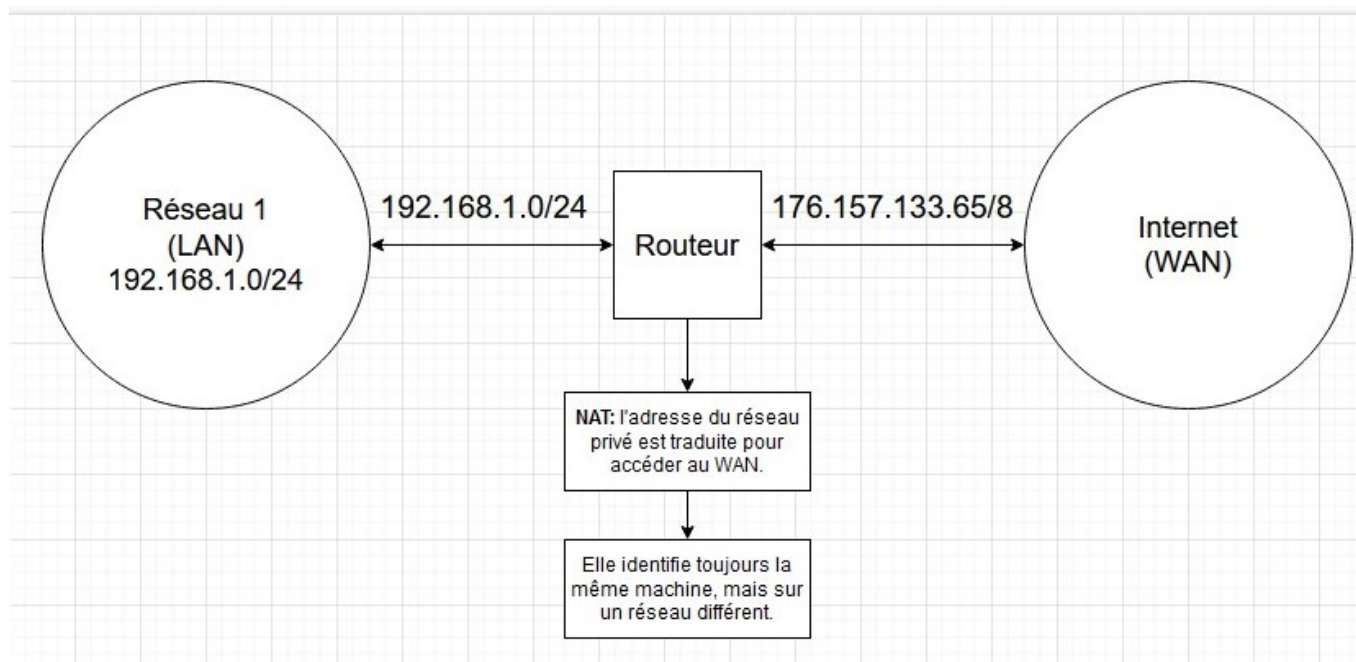 Réseau 1
(LAN)
192.168.1.0/24
192.168.1.0/24
Routeur
176.157.133.65/8
Internet
(WAN)
NAT: l'adresse du réseau
privé est traduite pour
accéder au WAN.
Elle identifie toujours la
même machine, mais sur
un réseau différent.